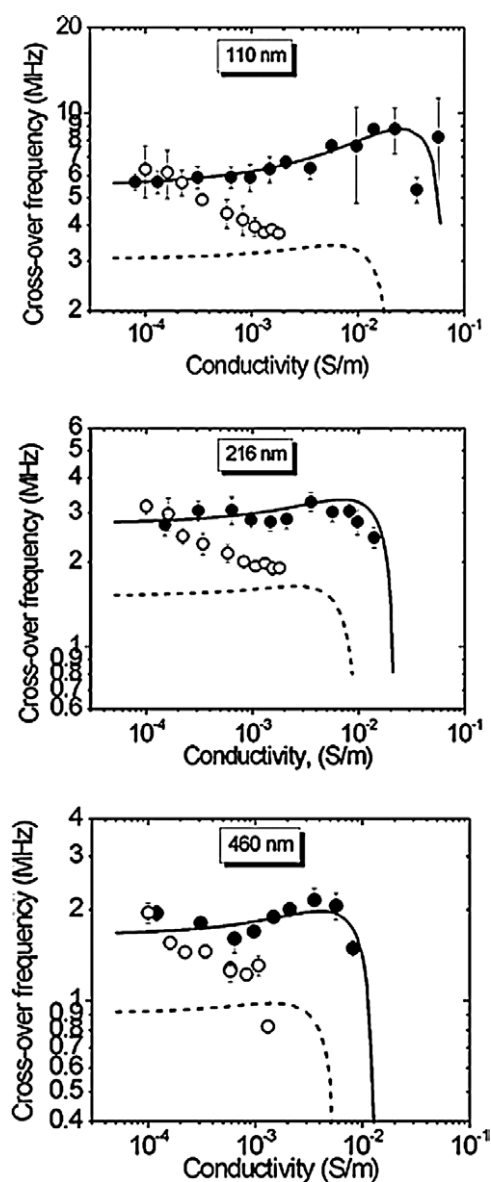 Cross-over frequency (MHz)
20
10
9
8
7
6
5
4
3
2
110 nm
10⁻⁴ 10⁻³ 10⁻² 10⁻¹
Conductivity (S/m)
Cross-over frequency (MHz)
6
5
4
3
2
1
0.9
0.8
0.7
0.6
216 nm
10⁻⁴ 10⁻³ 10⁻² 10⁻¹
Conductivity, (S/m)
Cross-over frequency (MHz)
4
3
2
1
0.9
0.8
0.7
0.6
0.5
0.4
460 nm
10⁻⁴ 10⁻³ 10⁻² 10⁻¹
Conductivity (S/m)